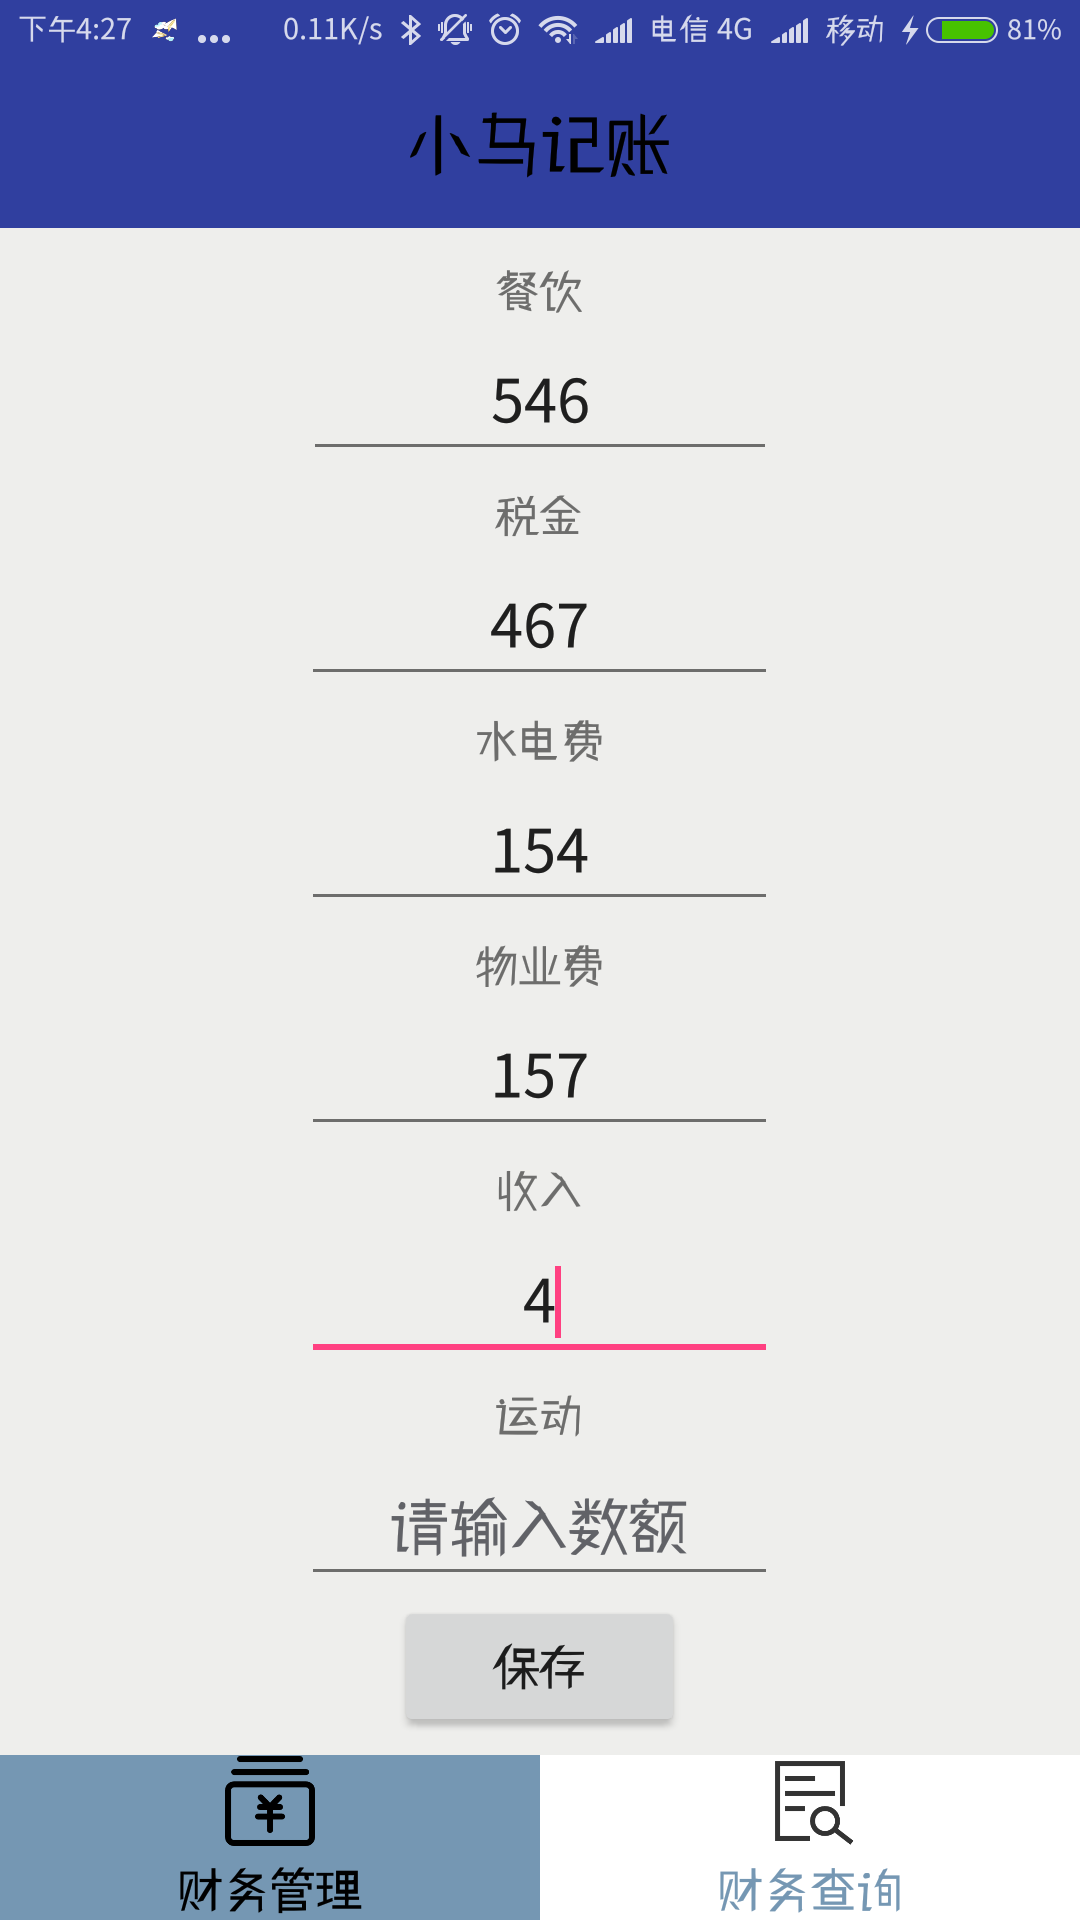 下午4:27 ... 0.11K/s 电信 4G 移动 81%
小马记账
餐饮
546
税金
467
水电费
154
物业费
157
收入
4
运动
请输入数额
保存
财务管理 财务查询